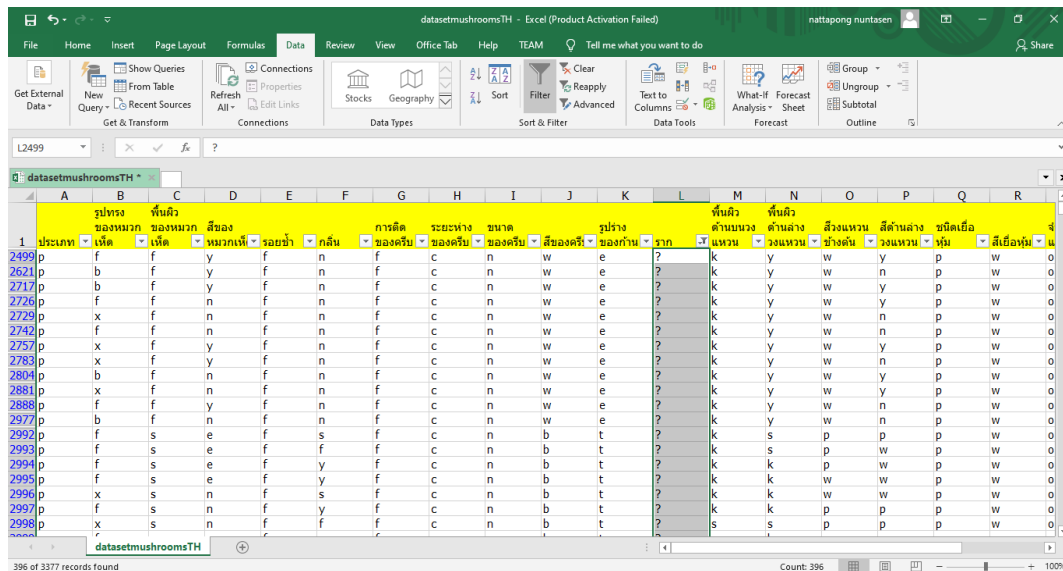 datasetmushroomsTH - Excel (Product Activation Failed)
nattapong nuntasen
File Home Insert Page Layout Formulas Data Review View Office Tab Help TEAM Tell me what you want to do Share
Get External Data
New Query
Show Queries
From Table
Recent Sources
Get & Transform
Refresh All
Connections
Properties
Edit Links
Connections
Stocks Geography
Data Types
Sort
Filter
Clear
Reapply
Advanced
Sort & Filter
Text to Columns
Data Tools
What-If Analysis
Forecast Sheet
Forecast
Group
Ungroup
Subtotal
Outline
L2499 fx ?
datasetmushroomsTH *
A B C D E F G H I J K L M N O P Q R
1 ประเภท รูปทรงของหมวกเห็ด พื้นผิวของหมวกเห็ด สีของหมวกเห็ รอยช้ำ กลิ่น การติดของครีบ ระยะห่างของครีบ ขนาดของครีบ สีของครี รูปร่างของก้าน ราก พื้นผิวด้านบนวงแหวน พื้นผิวด้านล่างวงแหวน สีวงแหวนข้างต้น สีด้านล่างวงแหวน ชนิดเยื่อหุ้ม สีเยื่อหุ้ม
2499 p f f y f n f c n w e ? k y w y p w o
2621 p b f y f n f c n w e ? k y w n p w o
2717 p b f y f n f c n w e ? k y w y p w o
2726 p f f n f n f c n w e ? k y w y p w o
2729 p x f n f n f c n w e ? k y w n p w o
2742 p f f n f n f c n w e ? k y w n p w o
2757 p x f y f n f c n w e ? k y w y p w o
2783 p x f y f n f c n w e ? k y w n p w o
2804 p b f n f n f c n w e ? k y w y p w o
2881 p x f n f n f c n w e ? k y w y p w o
2888 p f f y f n f c n w e ? k y w n p w o
2977 p b f n f n f c n w e ? k y w n p w o
2992 p f s e f s f c n b t ? k s p p p w o
2993 p f s e f f f c n b t ? k s p w p w o
2994 p f s e f y f c n b t ? k k p w p w o
2995 p f s e f y f c n b t ? k k w w p w o
2996 p x s n f s f c n b t ? k k w w p w o
2997 p f s n f y f c n b t ? k k p p p w o
2998 p x s n f f f c n b t ? s s p p p w o
datasetmushroomsTH
396 of 3377 records found Count: 396 100%